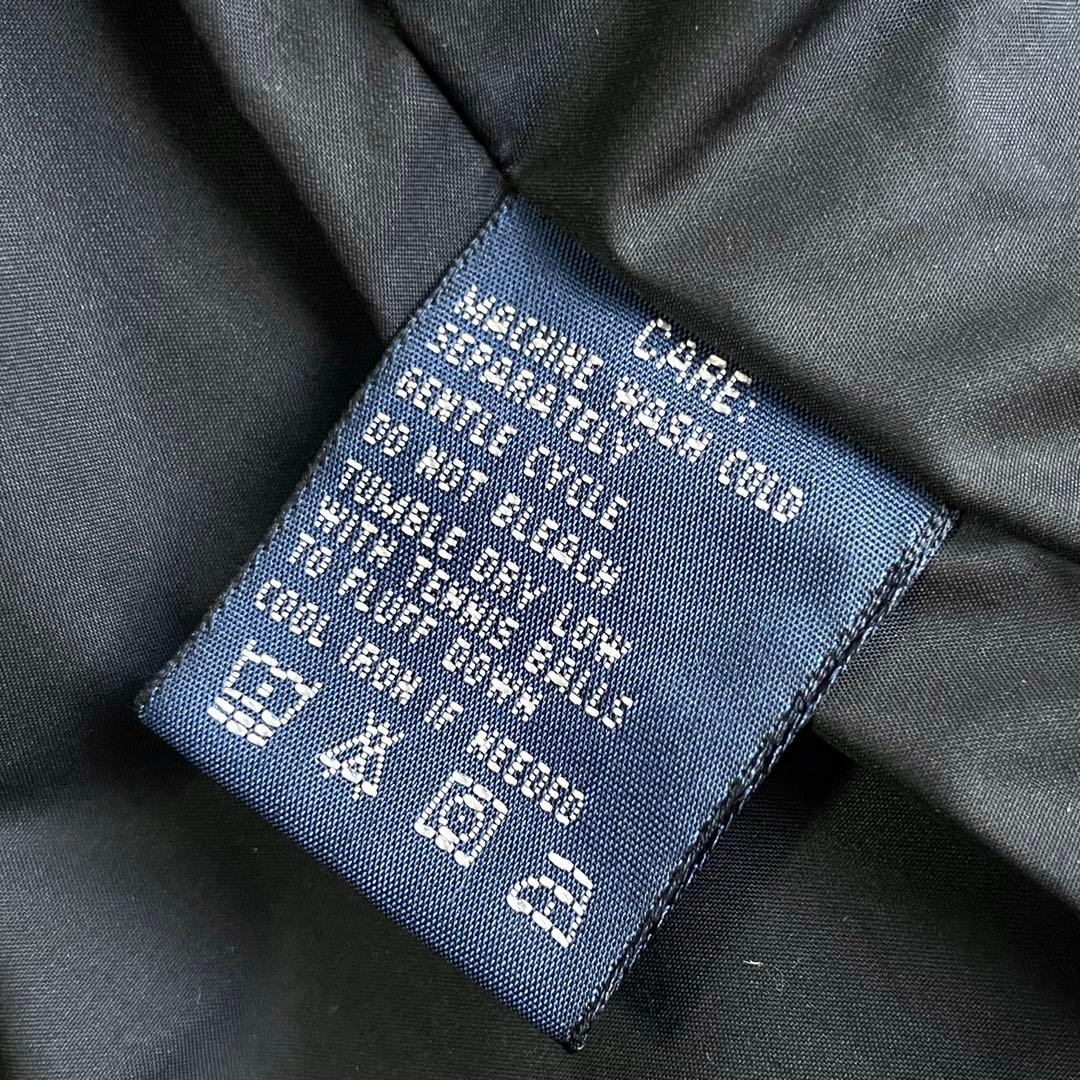 CARE:
MACHINE WASH COLD
SEPARATELY
GENTLE CYCLE
DO NOT BLEACH
TUMBLE DRY LOW
WITH TENNIS BALLS
TO FLUFF DOWN
COOL IRON IF NEEDED